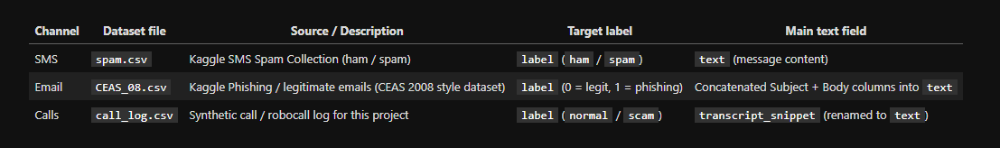 Channel Dataset file Source / Description Target label Main text field
SMS spam.csv Kaggle SMS Spam Collection (ham / spam) label (ham / spam) text (message content)
Email CEAS_08.csv Kaggle Phishing / legitimate emails (CEAS 2008 style dataset) label (0 = legit, 1 = phishing) Concatenated Subject + Body columns into text
Calls call_log.csv Synthetic call / robocall log for this project label (normal / scam) transcript_snippet (renamed to text)